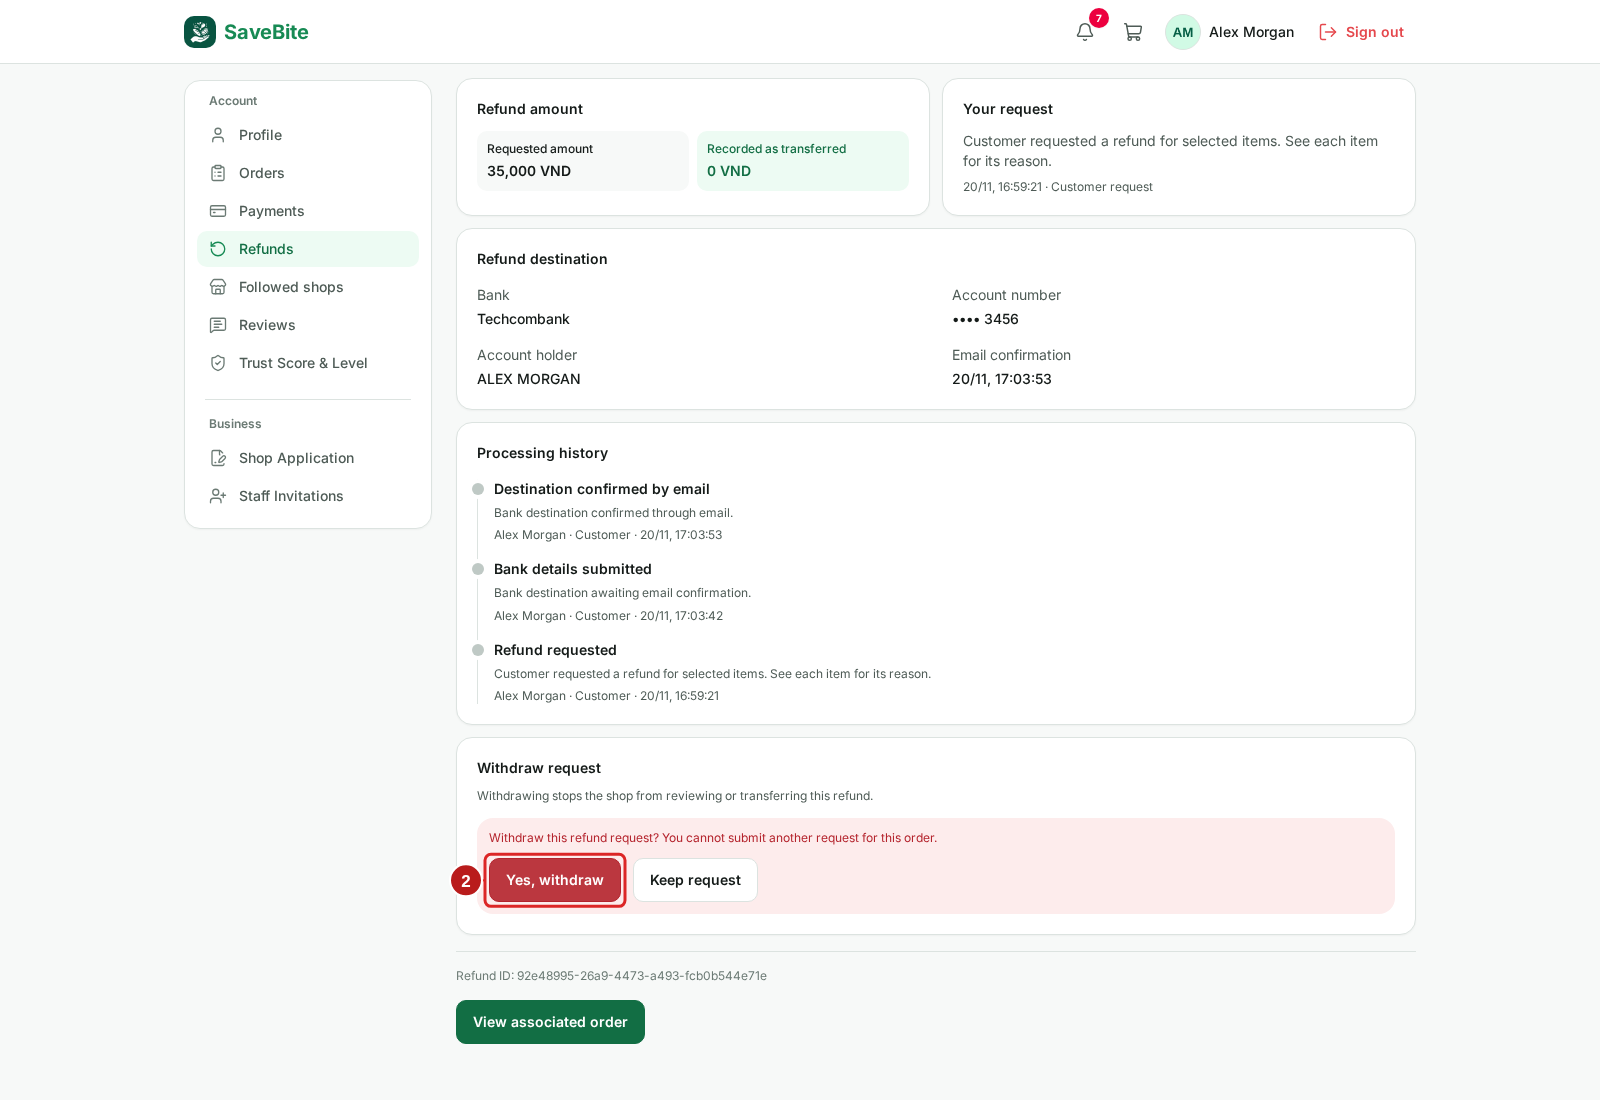 SaveBite
7
AM
Alex Morgan
Sign out
Account
Profile
Orders
Payments
Refunds
Followed shops
Reviews
Trust Score & Level
Business
Shop Application
Staff Invitations
Refund amount
Requested amount
35,000 VND
Recorded as transferred
0 VND
Your request
Customer requested a refund for selected items. See each item
for its reason.
20/11, 16:59:21 · Customer request
Refund destination
Bank
Techcombank
Account number
•••• 3456
Account holder
ALEX MORGAN
Email confirmation
20/11, 17:03:53
Processing history
Destination confirmed by email
Bank destination confirmed through email.
Alex Morgan · Customer · 20/11, 17:03:53
Bank details submitted
Bank destination awaiting email confirmation.
Alex Morgan · Customer · 20/11, 17:03:42
Refund requested
Customer requested a refund for selected items. See each item for its reason.
Alex Morgan · Customer · 20/11, 16:59:21
Withdraw request
Withdrawing stops the shop from reviewing or transferring this refund.
Withdraw this refund request? You cannot submit another request for this order.
2
Yes, withdraw
Keep request
Refund ID: 92e48995-26a9-4473-a493-fcb0b544e71e
View associated order